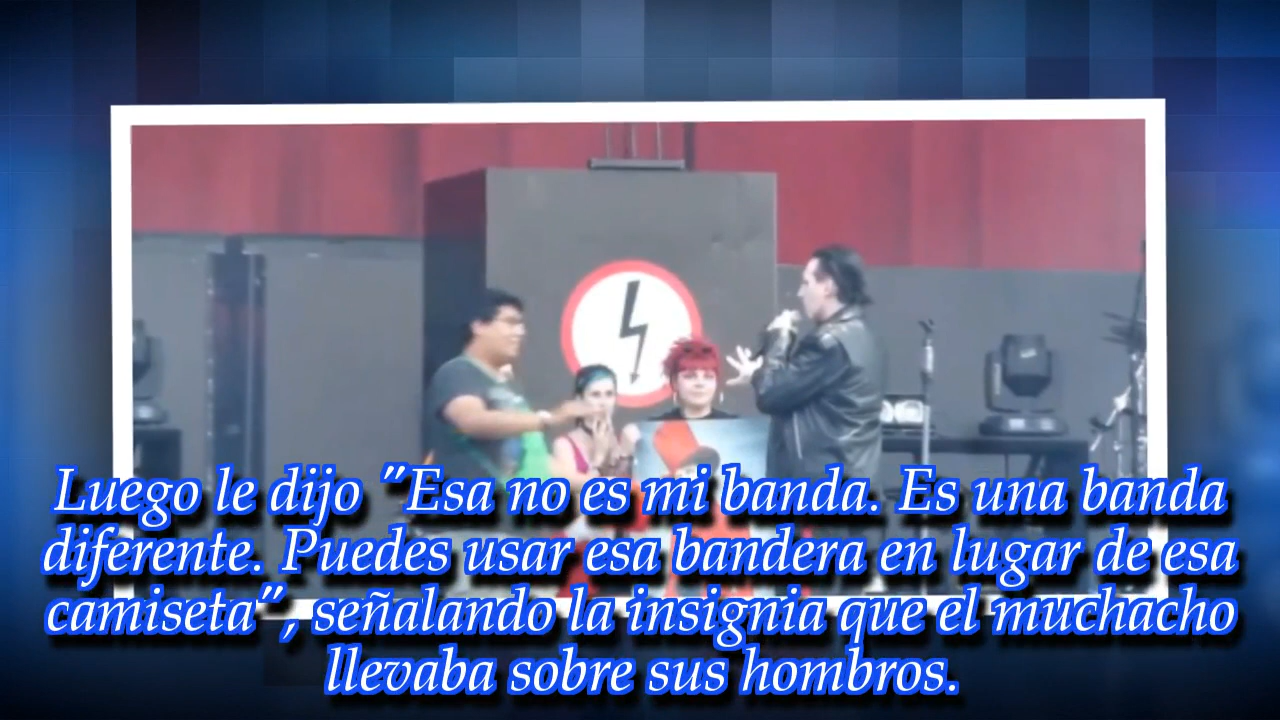 Luego le dijo "Esa no es mi banda. Es una banda
diferente. Puedes usar esa bandera en lugar de esa
camiseta", señalando la insignia que el muchacho
llevaba sobre sus hombros.